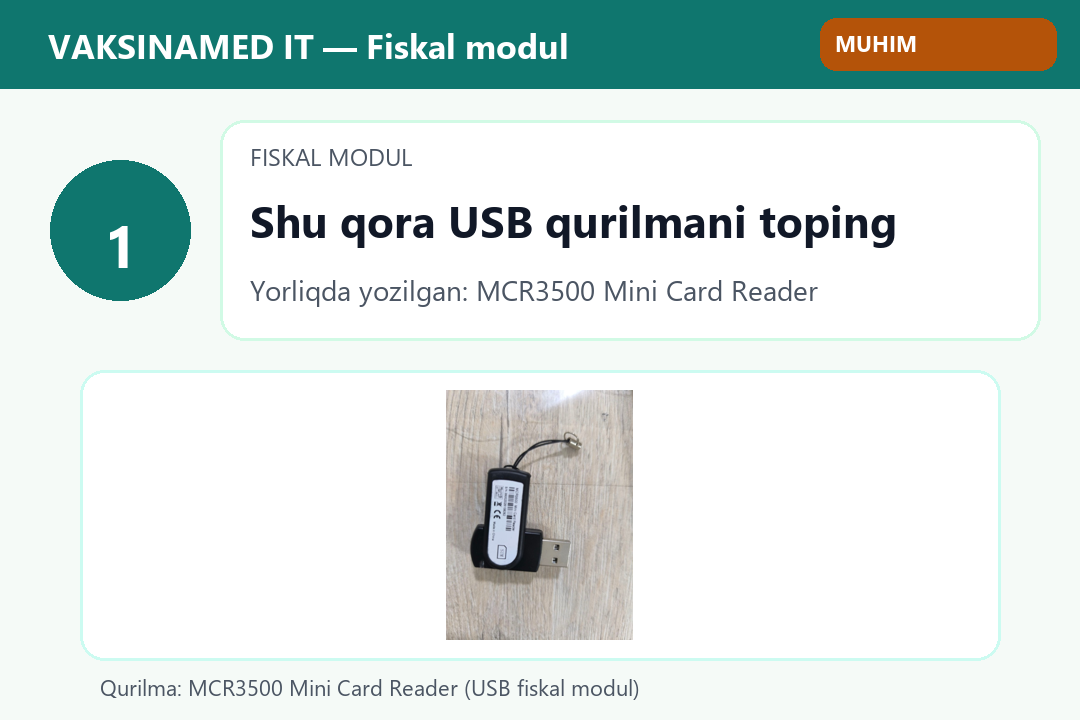 VAKSINAMED IT — Fiskal modul
MUHIM
1
FISKAL MODUL
Shu qora USB qurilmani toping
Yorliqda yozilgan: MCR3500 Mini Card Reader
Qurilma: MCR3500 Mini Card Reader (USB fiskal modul)